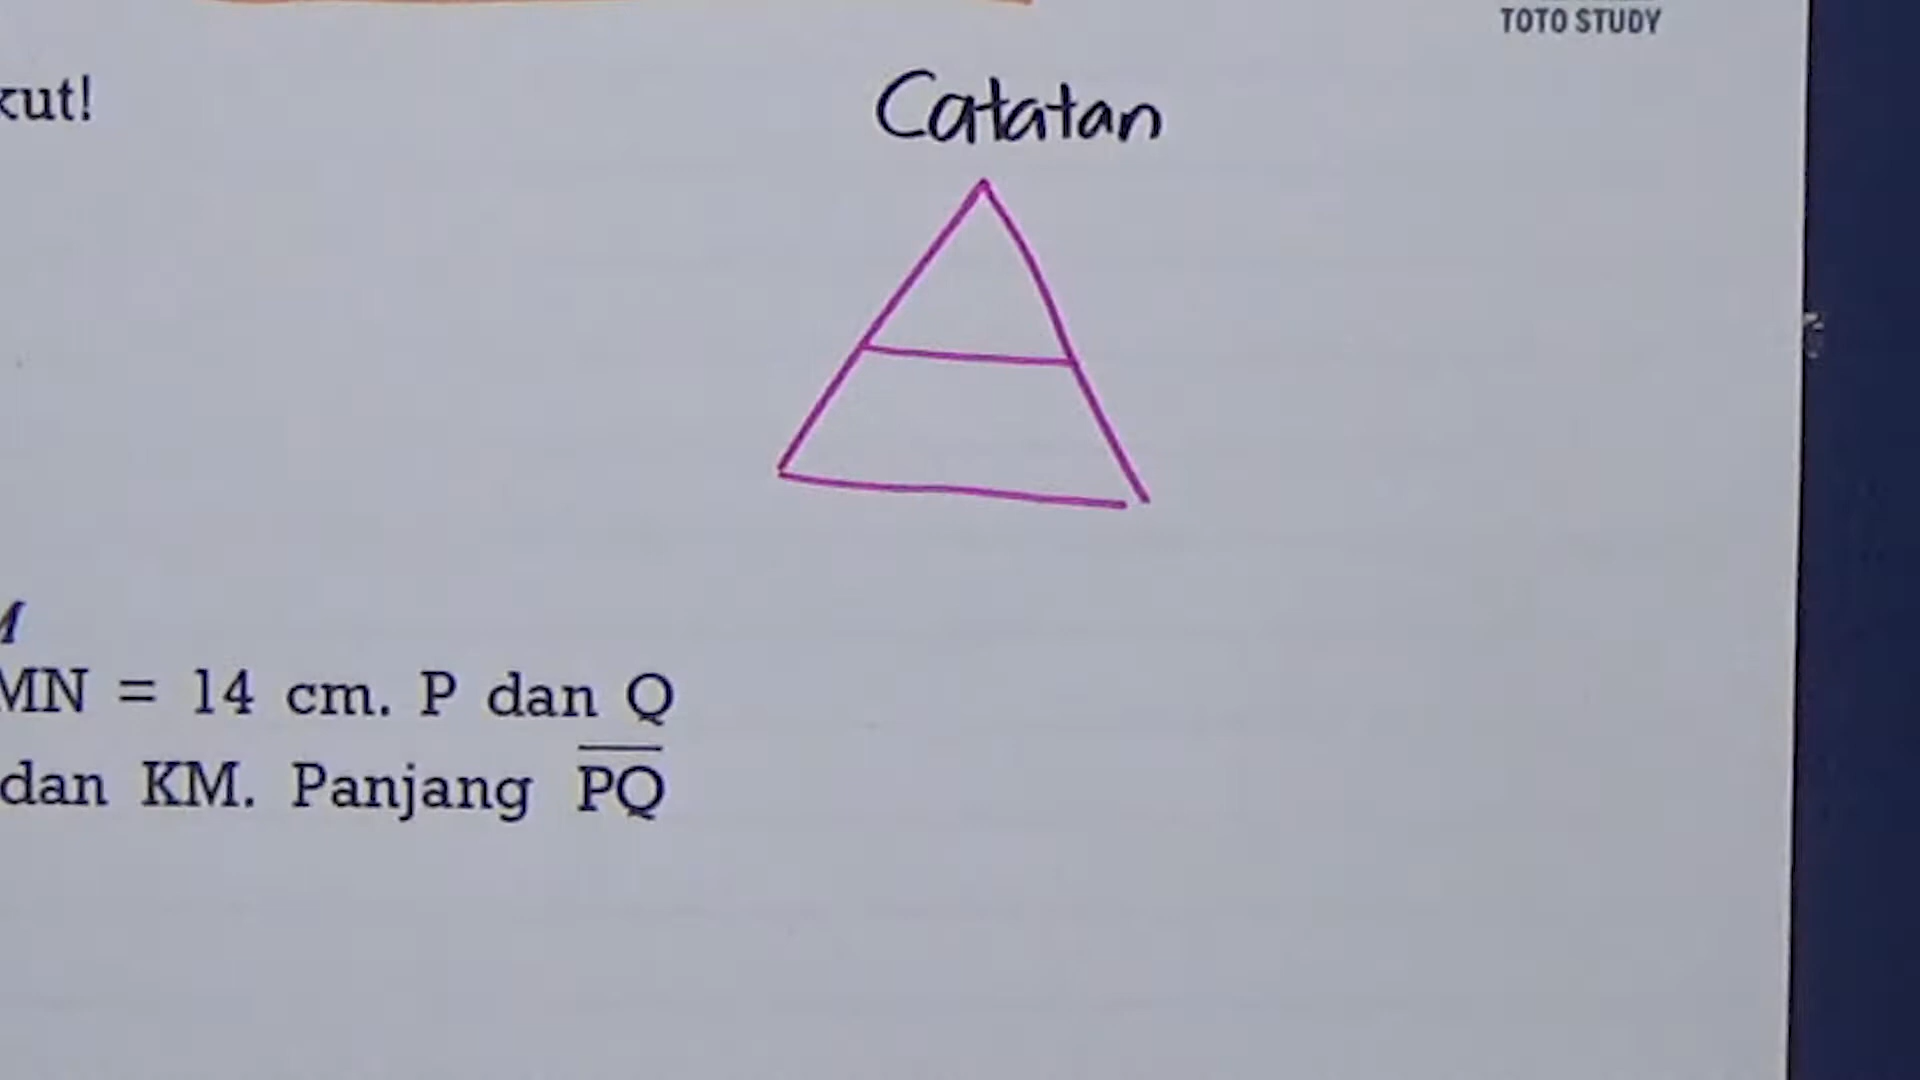 TOTO STUDY
kut!
Catatan
M
MN = 14 cm. P dan Q
dan KM. Panjang PQ